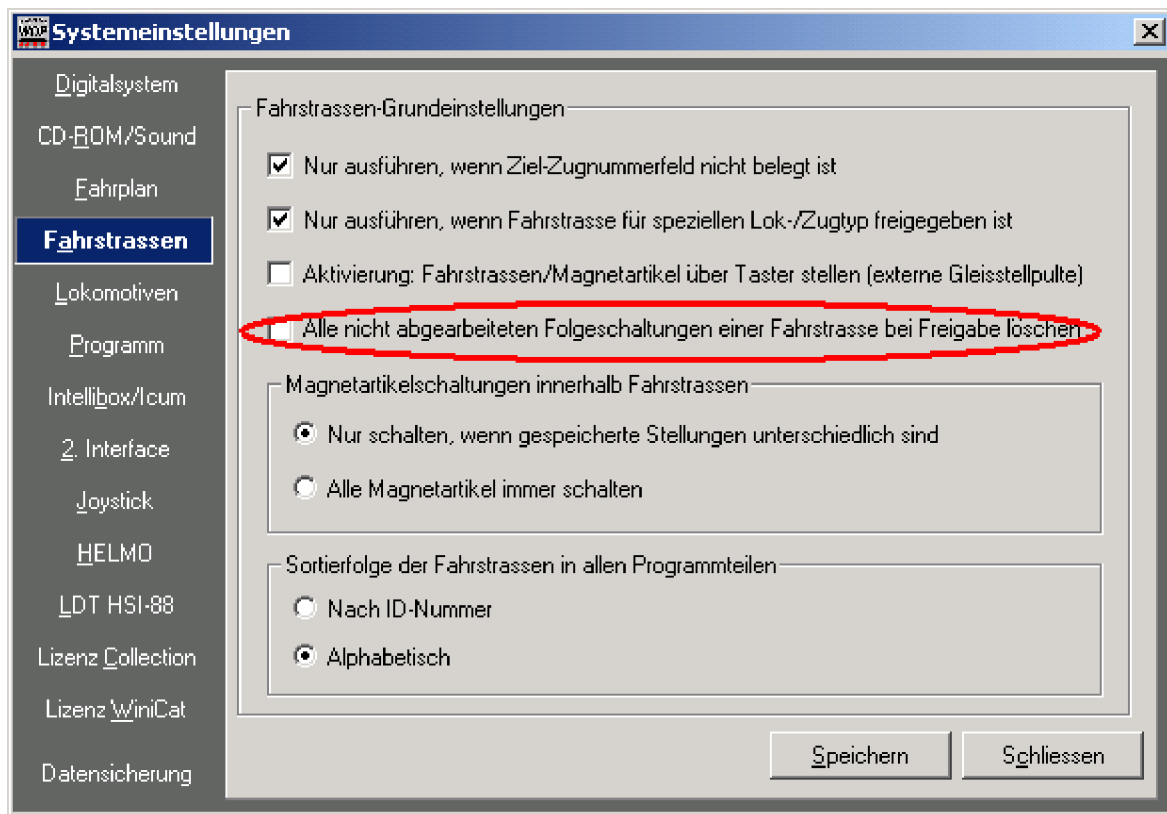 Systemeinstellungen
Digitalsystem
CD-ROM/Sound
Fahrplan
Fahrstrassen
Lokomotiven
Programm
Intellibox/Icum
2. Interface
Joystick
HELMO
LDT HSI-88
Lizenz Collection
Lizenz WiniCat
Datensicherung
Fahrstrassen-Grundeinstellungen
Nur ausführen, wenn Ziel-Zugnummerfeld nicht belegt ist
Nur ausführen, wenn Fahrstrasse für speziellen Lok-/Zugtyp freigegeben ist
Aktivierung: Fahrstrassen/Magnetartikel über Taster stellen (externe Gleisstellpulte)
Alle nicht abgearbeiteten Folgeschaltungen einer Fahrstrasse bei Freigabe löschen
Magnetartikelschaltungen innerhalb Fahrstrassen
Nur schalten, wenn gespeicherte Stellungen unterschiedlich sind
Alle Magnetartikel immer schalten
Sortierfolge der Fahrstrassen in allen Programmteilen
Nach ID-Nummer
Alphabetisch
Speichern
Schliessen